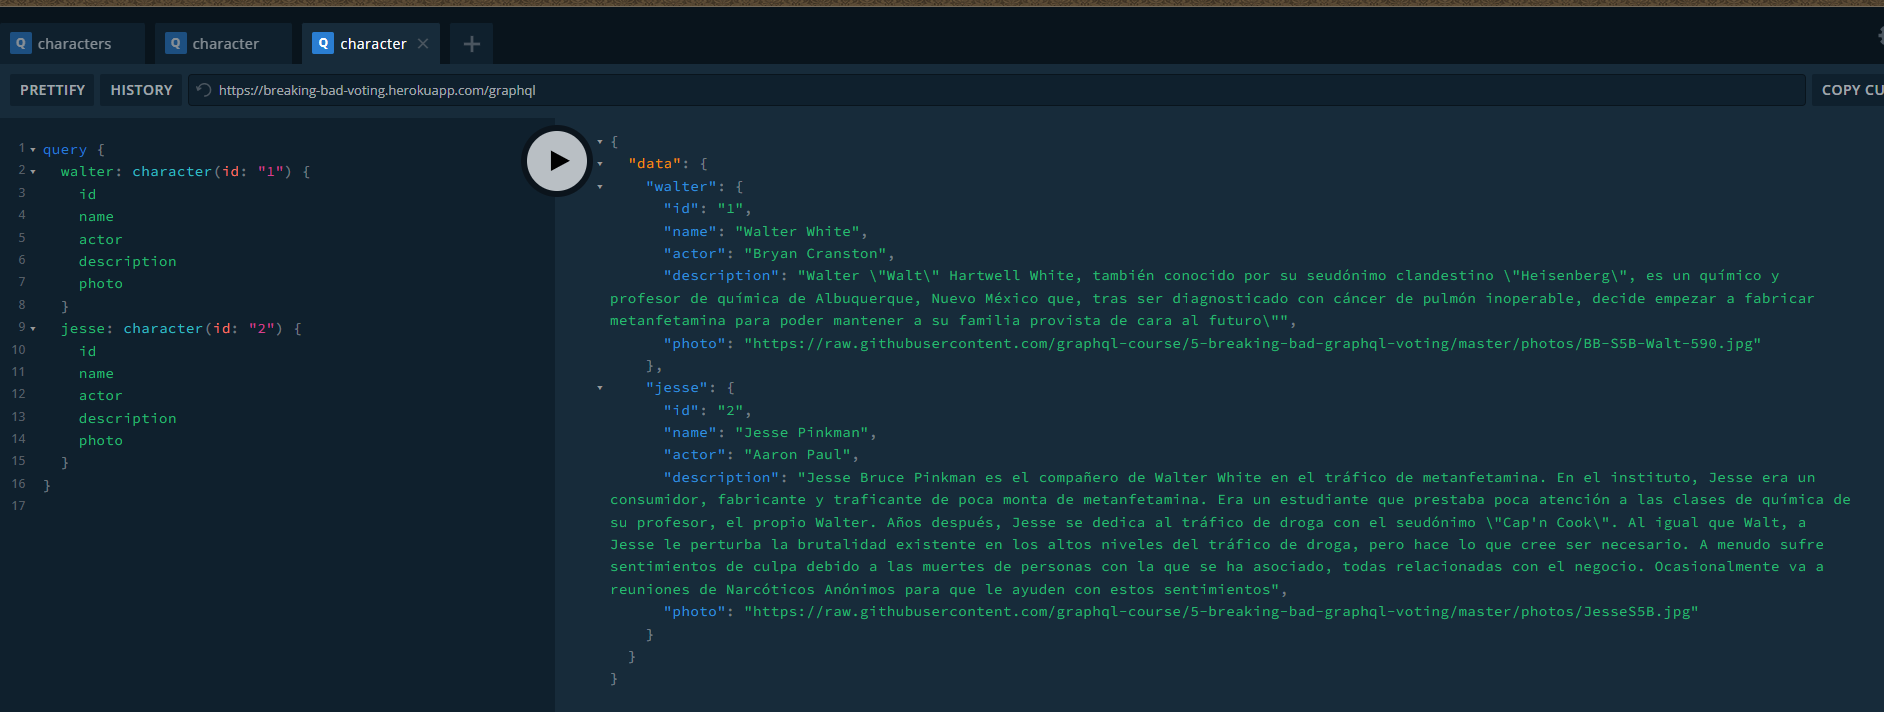 Q characters
Q character
Q character × +
PRETTIFY HISTORY https://breaking-bad-voting.herokuapp.com/graphql COPY CU
1 query {
2 walter: character(id: "1") {
3 id
4 name
5 actor
6 description
7 photo
8 }
9 jesse: character(id: "2") {
10 id
11 name
12 actor
13 description
14 photo
15 }
16 }
17
{
"data": {
"walter": {
"id": "1",
"name": "Walter White",
"actor": "Bryan Cranston",
"description": "Walter \"Walt\" Hartwell White, también conocido por su seudónimo clandestino \"Heisenberg\", es un químico y
profesor de química de Albuquerque, Nuevo México que, tras ser diagnosticado con cáncer de pulmón inoperable, decide empezar a fabricar
metanfetamina para poder mantener a su familia provista de cara al futuro\"",
"photo": "https://raw.githubusercontent.com/graphql-course/5-breaking-bad-graphql-voting/master/photos/BB-S5B-Walt-590.jpg"
},
"jesse": {
"id": "2",
"name": "Jesse Pinkman",
"actor": "Aaron Paul",
"description": "Jesse Bruce Pinkman es el compañero de Walter White en el tráfico de metanfetamina. En el instituto, Jesse era un
consumidor, fabricante y traficante de poca monta de metanfetamina. Era un estudiante que prestaba poca atención a las clases de química de
su profesor, el propio Walter. Años después, Jesse se dedica al tráfico de droga con el seudónimo \"Cap'n Cook\". Al igual que Walt, a
Jesse le perturba la brutalidad existente en los altos niveles del tráfico de droga, pero hace lo que cree ser necesario. A menudo sufre
sentimientos de culpa debido a las muertes de personas con la que se ha asociado, todas relacionadas con el negocio. Ocasionalmente va a
reuniones de Narcóticos Anónimos para que le ayuden con estos sentimientos",
"photo": "https://raw.githubusercontent.com/graphql-course/5-breaking-bad-graphql-voting/master/photos/JesseS5B.jpg"
}
}
}